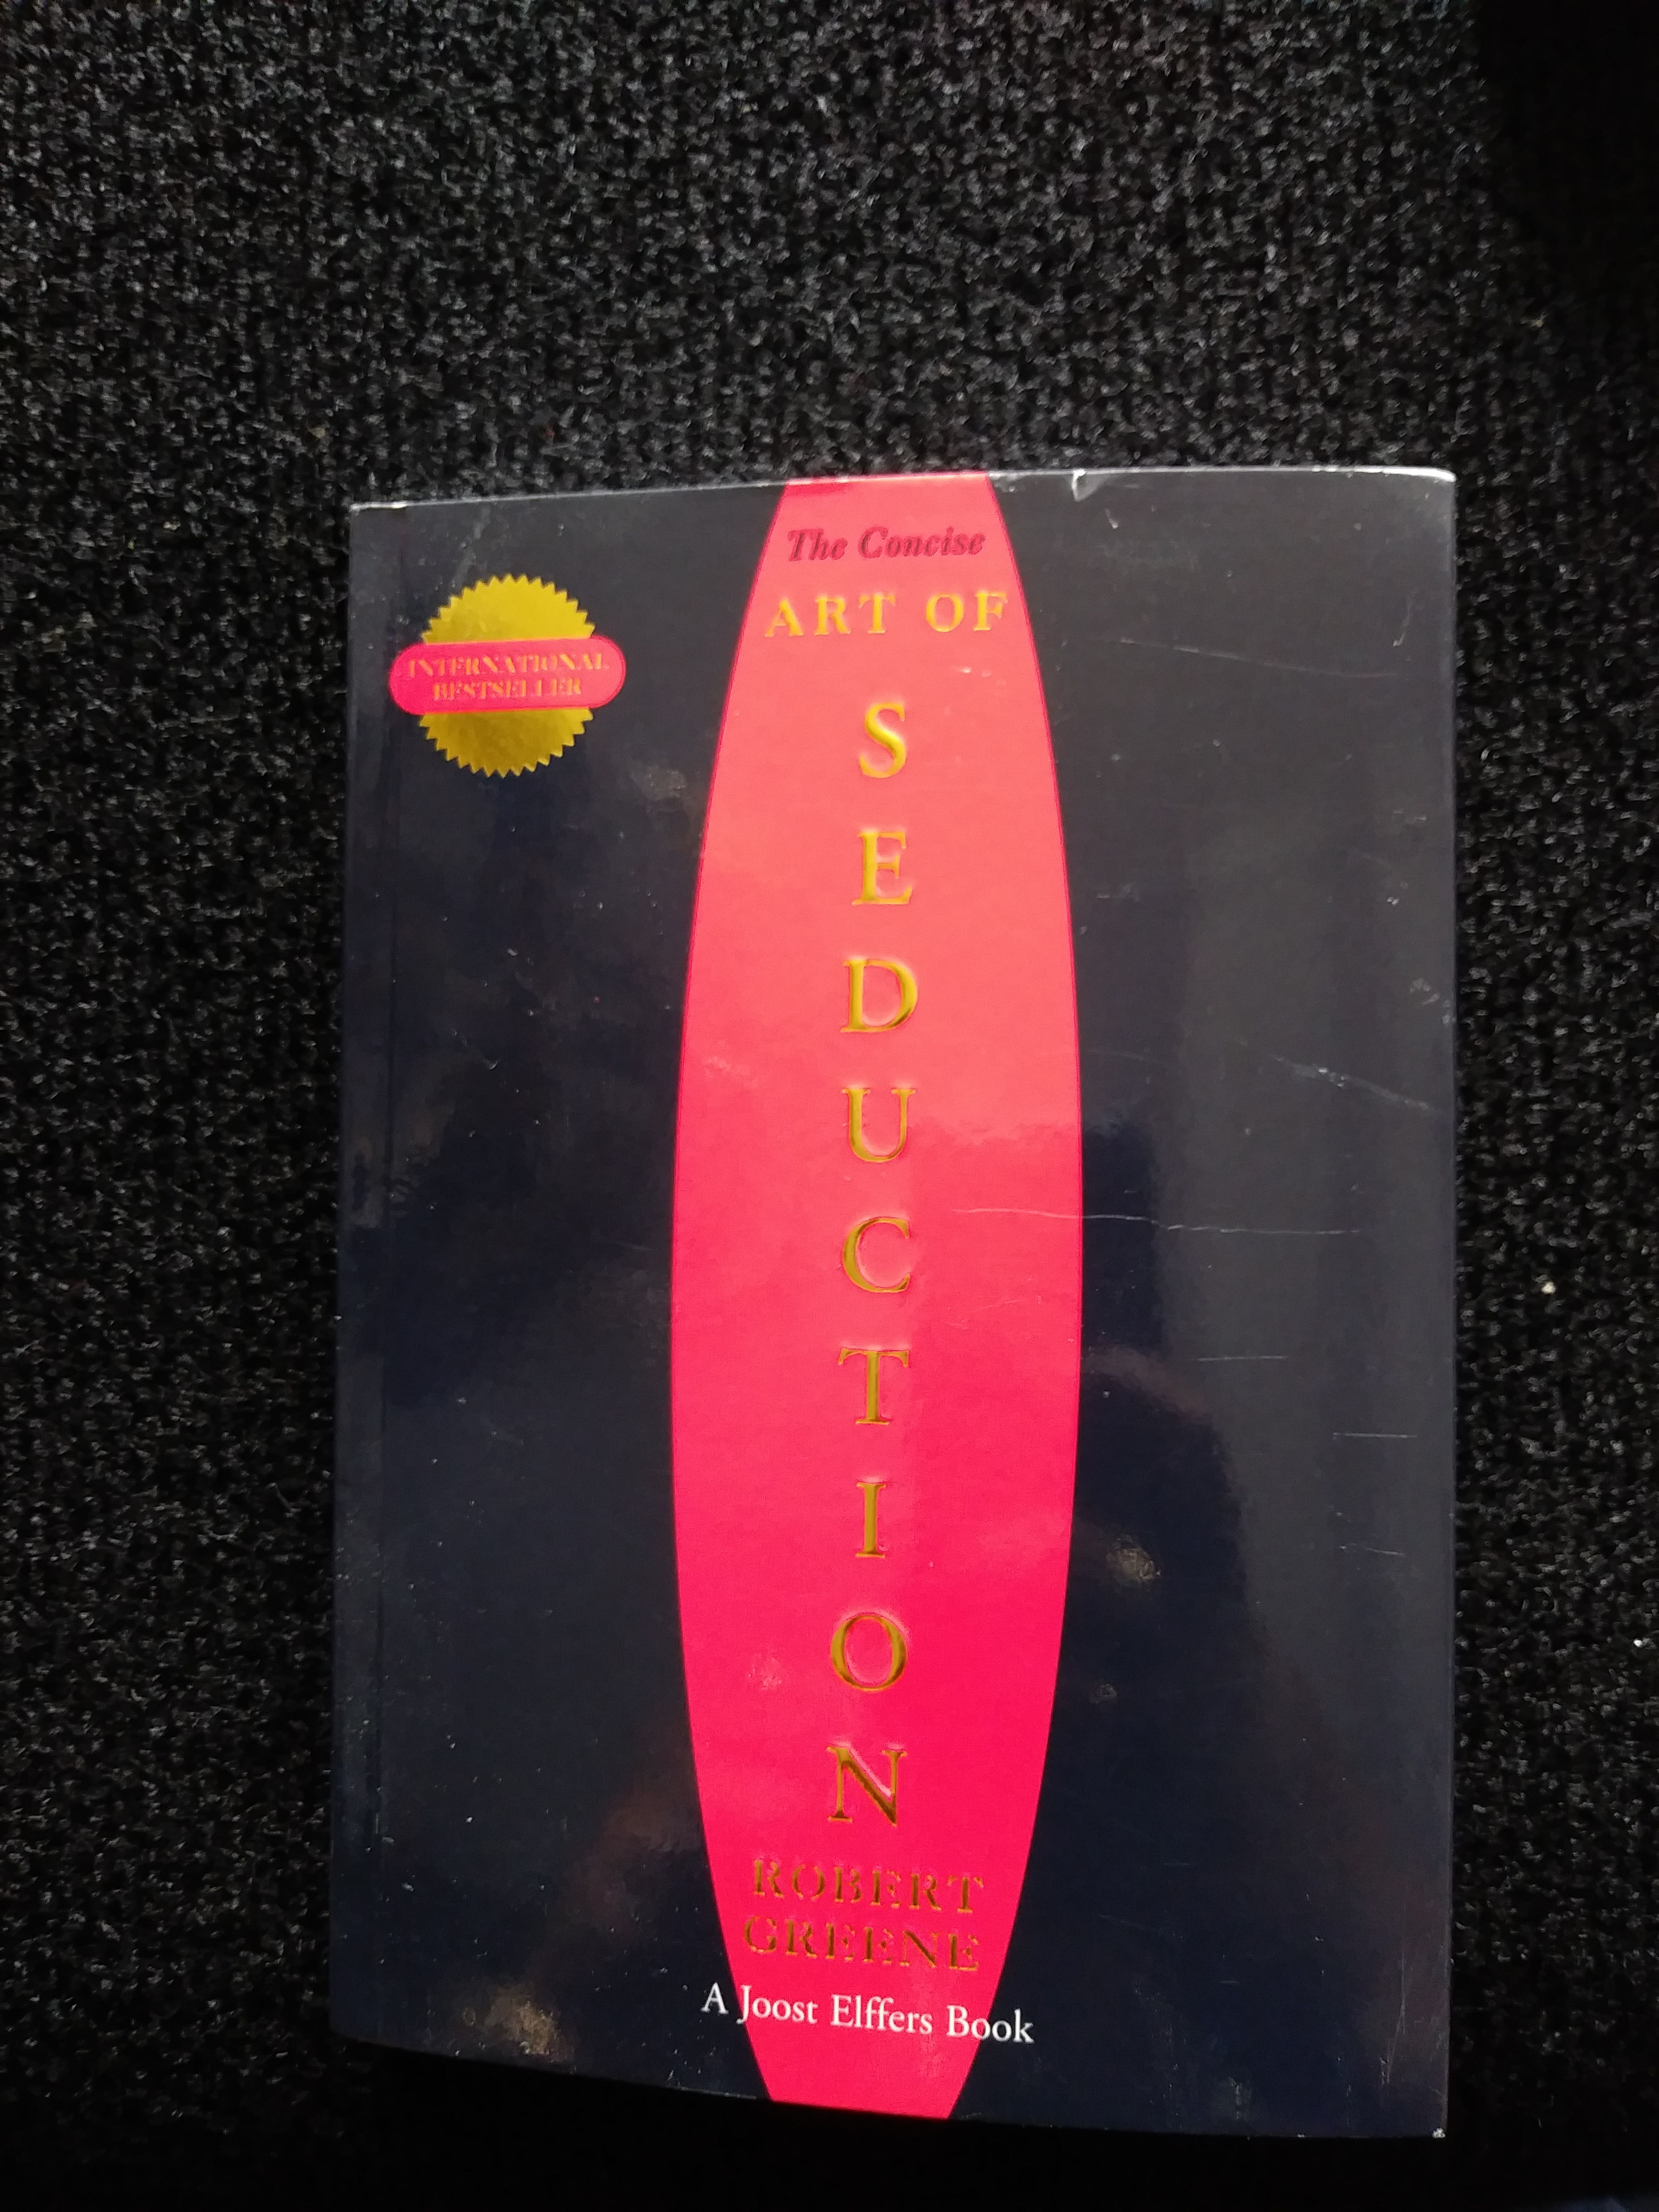 The Concise
ART OF
SEDUCTION
INTERNATIONAL
BESTSELLER
ROBERT
GREENE
A Joost Elffers Book